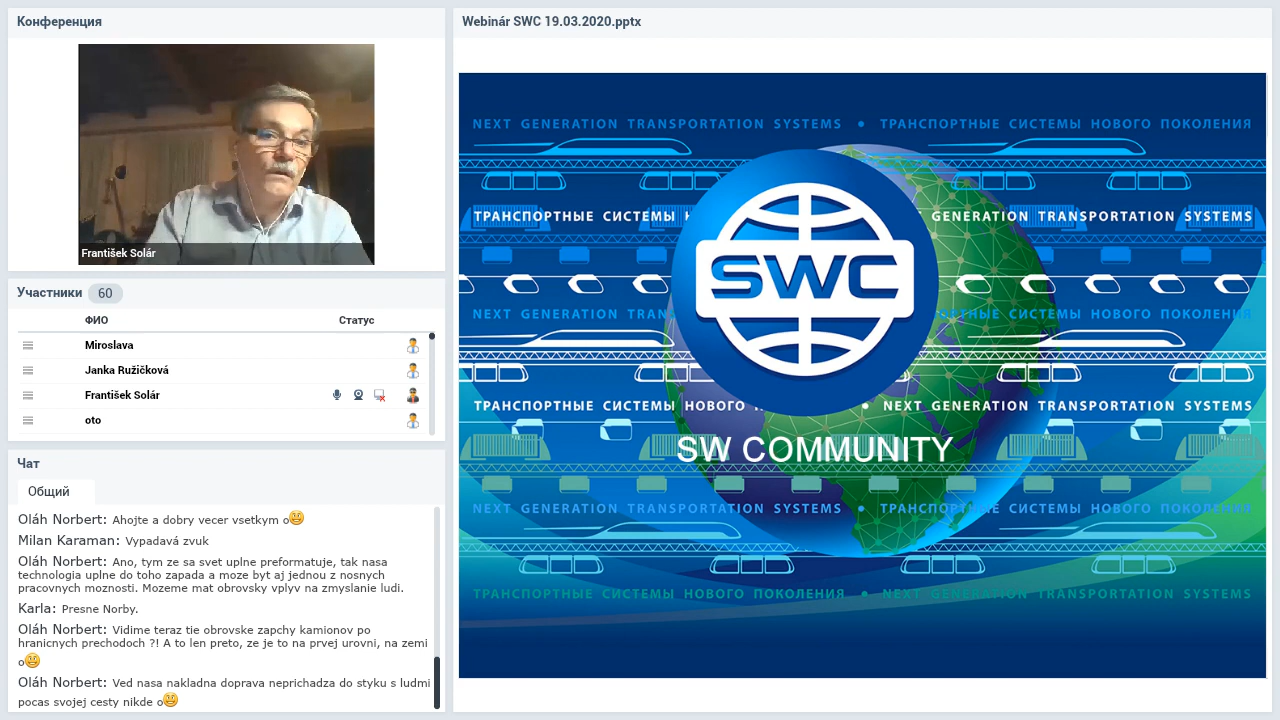 Конференция
František Solár
Участники 60
ФИО Статус
Miroslava
Janka Ružičková
František Solár
oto
Чат
Общий
Oláh Norbert: Ahojte a dobry vecer vsetkym o
Milan Karaman: Vypadavá zvuk
Oláh Norbert: Ano, tym ze sa svet uplne preformatuje, tak nasa
technologia uplne do toho zapada a moze byt aj jednou z nosnych
pracovnych moznosti. Mozeme mat obrovsky vplyv na zmyslanie ludi.
Karla: Presne Norby.
Oláh Norbert: Vidime teraz tie obrovske zapchy kamionov po
hranicnych prechodoch ?! A to len preto, ze je to na prvej urovni, na zemi
o
Oláh Norbert: Ved nasa nakladna doprava neprichadza do styku s ludmi
pocas svojej cesty nikde o
Webinár SWC 19.03.2020.pptx
NEXT GENERATION TRANSPORTATION SYSTEMS • ТРАНСПОРТНЫЕ СИСТЕМЫ НОВОГО ПОКОЛЕНИЯ
ТРАНСПОРТНЫЕ СИСТЕМЫ GENERATION TRANSPORTATION SYSTEMS
SWC
NEXT GENERATION СИСТЕМЫ НОВОГО ПОКОЛЕНИЯ
ТРАНСПОРТНЫЕ СИСТЕМЫ НОВОГО • NEXT GENERATION TRANSPORTATION SYSTEMS
SW COMMUNITY
NEXT GENERATION TRANSPORTATION SYSTEMS • ТРАНСПОРТНЫЕ СИСТЕМЫ НОВОГО ПОКОЛЕНИЯ
ТРАНСПОРТНЫЕ СИСТЕМЫ НОВОГО ПОКОЛЕНИЯ • NEXT GENERATION TRANSPORTATION SYSTEMS